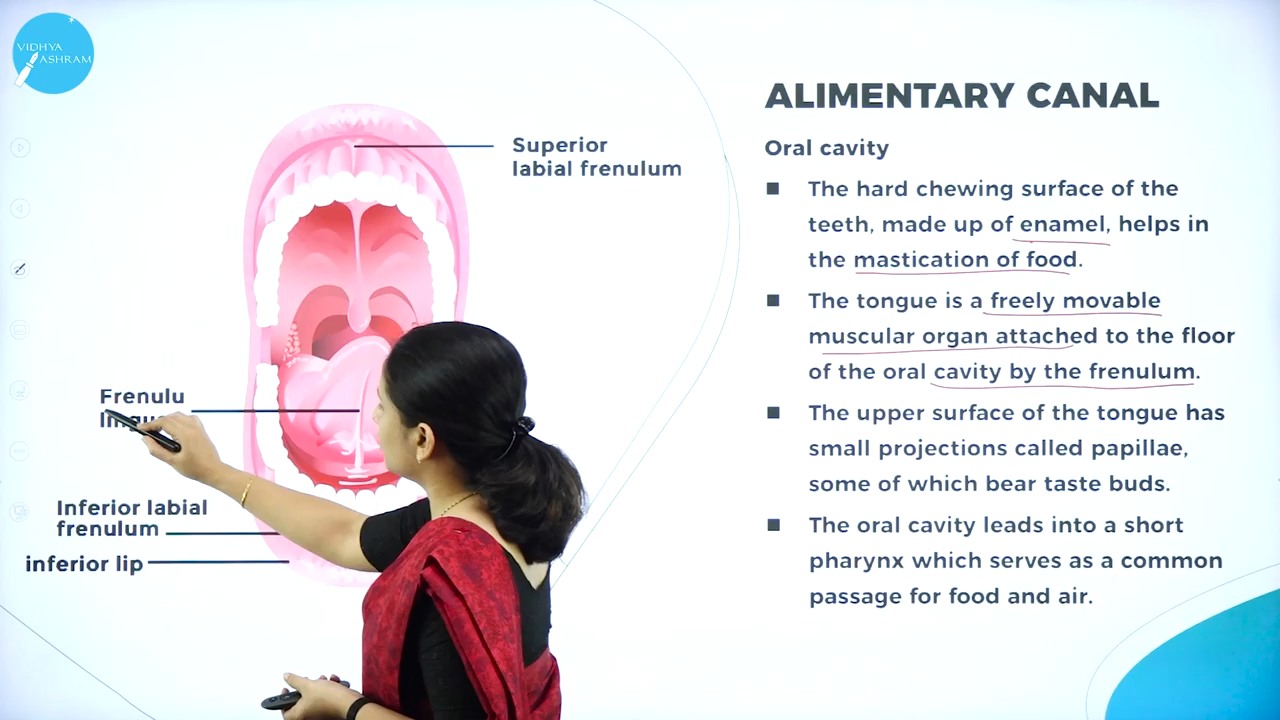 VIDHYA
ASHRAM
Superior
labial frenulum
Frenulu
Inferior labial
frenulum
inferior lip
ALIMENTARY CANAL
Oral cavity
■ The hard chewing surface of the
teeth, made up of enamel, helps in
the mastication of food.
■ The tongue is a freely movable
muscular organ attached to the floor
of the oral cavity by the frenulum.
■ The upper surface of the tongue has
small projections called papillae,
some of which bear taste buds.
■ The oral cavity leads into a short
pharynx which serves as a common
passage for food and air.